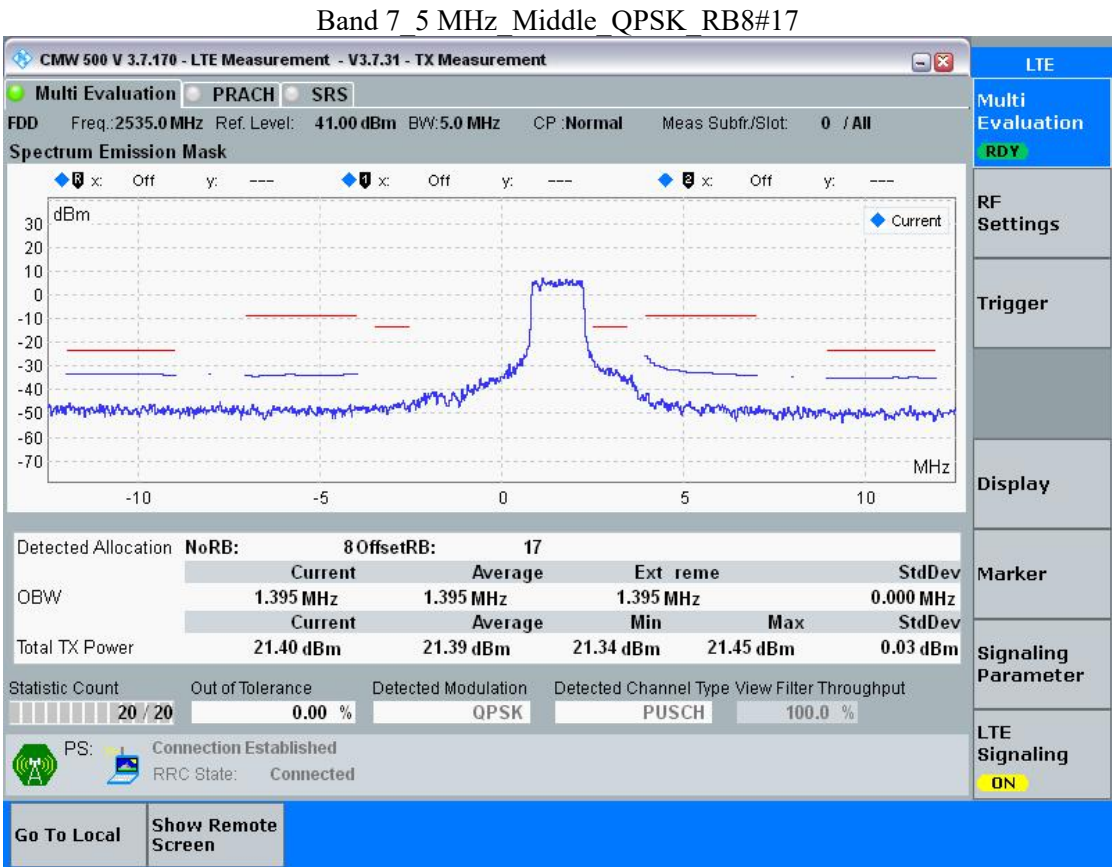 Band 7_5 MHz_Middle_QPSK_RB8#17
CMW 500 V 3.7.170 - LTE Measurement - V3.7.31 - TX Measurement
LTE
Multi Evaluation PRACH SRS
Multi Evaluation
RDY
FDD Freq.:2535.0 MHz Ref. Level: 41.00 dBm BW:5.0 MHz CP :Normal Meas Subfr./Slot: 0 / All
Spectrum Emission Mask
R x: Off y: --- 1 x: Off y: --- 2 x: Off y: ---
RF Settings
dBm
Current
30
20
10
0
-10
-20
-30
-40
-50
-60
-70
MHz
-10 -5 0 5 10
Trigger
Display
Detected Allocation NoRB: 8 OffsetRB: 17
Current Average Ext reme StdDev
OBW 1.395 MHz 1.395 MHz 1.395 MHz 0.000 MHz
Current Average Min Max StdDev
Total TX Power 21.40 dBm 21.39 dBm 21.34 dBm 21.45 dBm 0.03 dBm
Marker
Signaling Parameter
Statistic Count Out of Tolerance Detected Modulation Detected Channel Type View Filter Throughput
20 / 20 0.00 % QPSK PUSCH 100.0 %
PS: Connection Established
RRC State: Connected
LTE Signaling
ON
Go To Local
Show Remote Screen